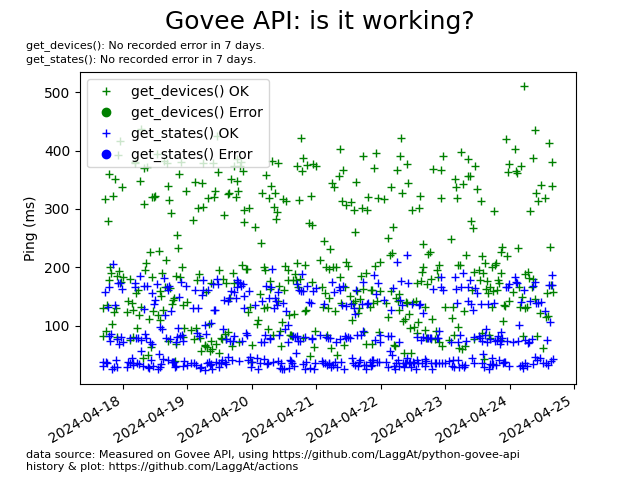 Govee API: is it working?
get_devices(): No recorded error in 7 days.
get_states(): No recorded error in 7 days.
get_devices() OK
get_devices() Error
get_states() OK
get_states() Error
Ping (ms)
500
400
300
200
100
2024-04-18
2024-04-19
2024-04-20
2024-04-21
2024-04-22
2024-04-23
2024-04-24
2024-04-25
data source: Measured on Govee API, using https://github.com/LaggAt/python-govee-api
history & plot: https://github.com/LaggAt/actions